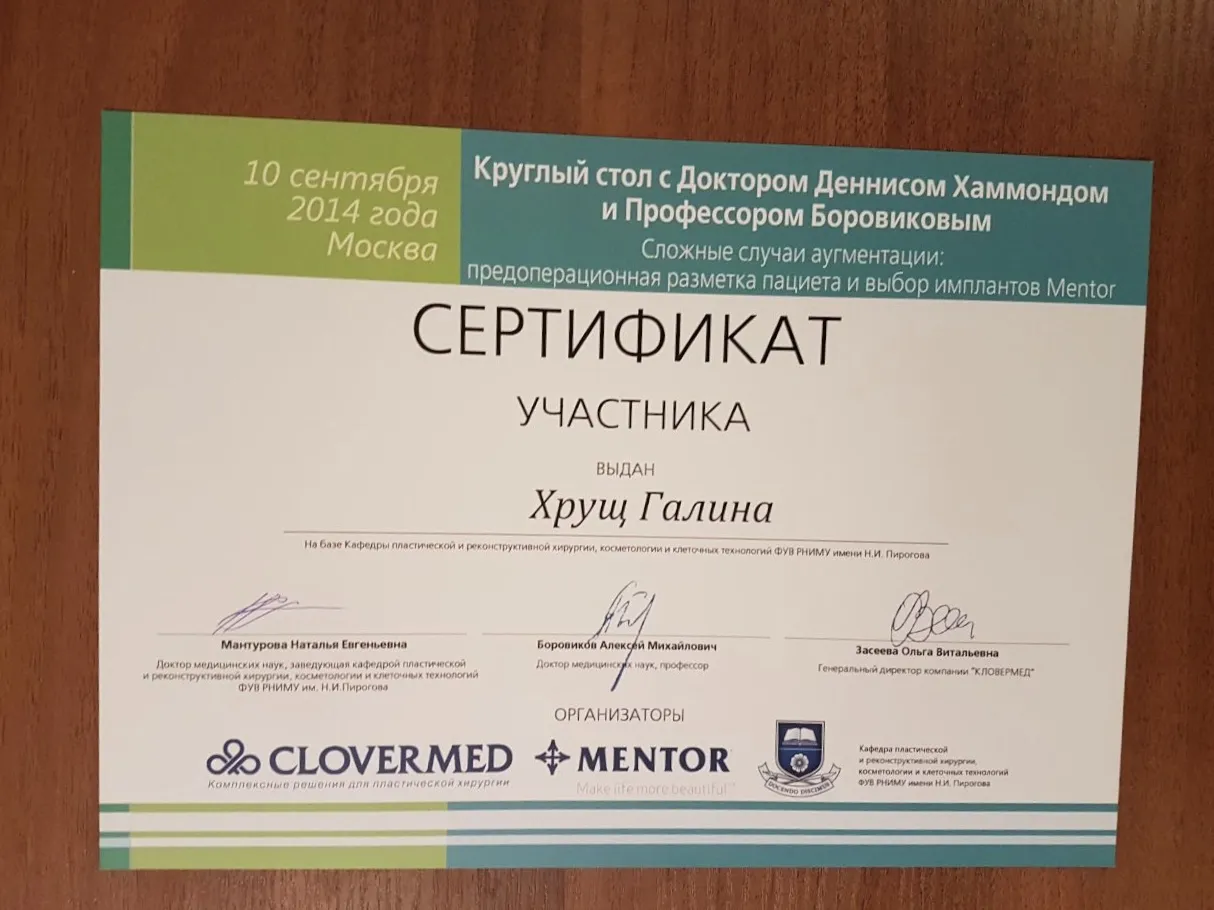 10 сентября
2014 года
Москва
Круглый стол с Доктором Деннисом Хаммондом
и Профессором Боровиковым
Сложные случаи аугментации:
предоперационная разметка пациета и выбор имплантов Mentor
СЕРТИФИКАТ
УЧАСТНИКА
ВЫДАН
Хрущ Галина
На базе Кафедры пластической и реконструктивной хирургии, косметологии и клеточных технологий ФУВ РНИМУ имени Н.И. Пирогова
Мантурова Наталья Евгеньевна
Доктор медицинских наук, заведующая кафедрой пластической
и реконструктивной хирургии, косметологии и клеточных технологий
ФУВ РНИМУ им. Н.И.Пирогова
Боровиков Алексей Михайлович
Доктор медицинских наук, профессор
Засеева Ольга Витальевна
Генеральный директор компании "КЛОВЕРМЕД"
ОРГАНИЗАТОРЫ
CLOVERMED
Комплексные решения для пластической хирургии
MENTOR
Make life more beautiful™
DOCENDO DISCIMUS
Кафедра пластической
и реконструктивной хирургии,
косметологии и клеточных технологий
ФУВ РНИМУ имени Н.И. Пирогова